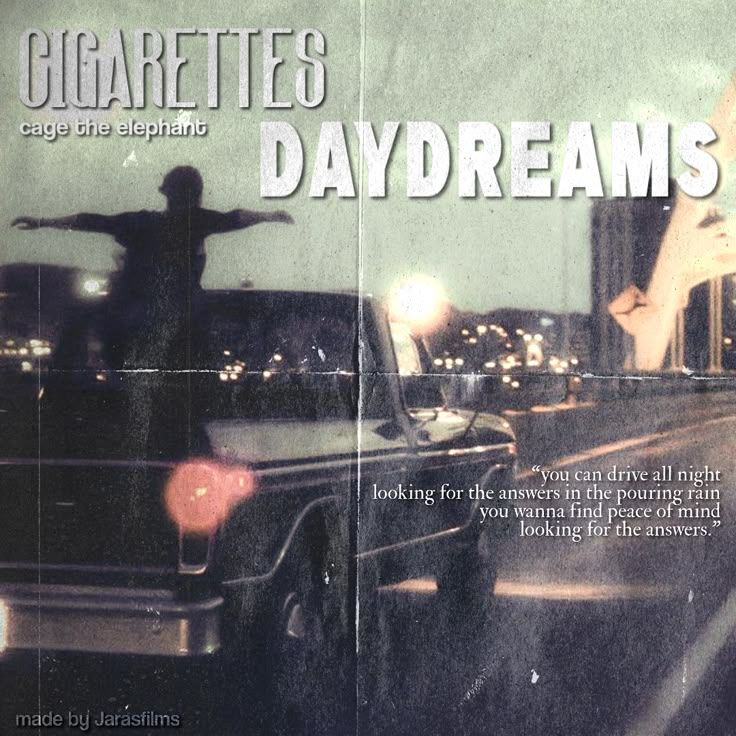 CIGARETTES
cage the elephant
DAYDREAMS
“you can drive all night
looking for the answers in the pouring rain
you wanna find peace of mind
looking for the answers.”
made by Jarasfilms